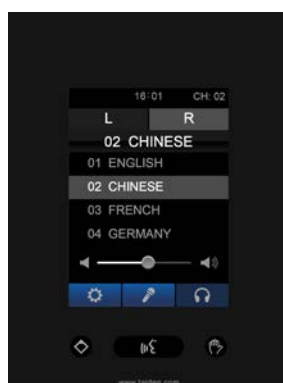 16:01 CH: 02
L R
02 CHINESE
01 ENGLISH
02 CHINESE
03 FRENCH
04 GERMANY